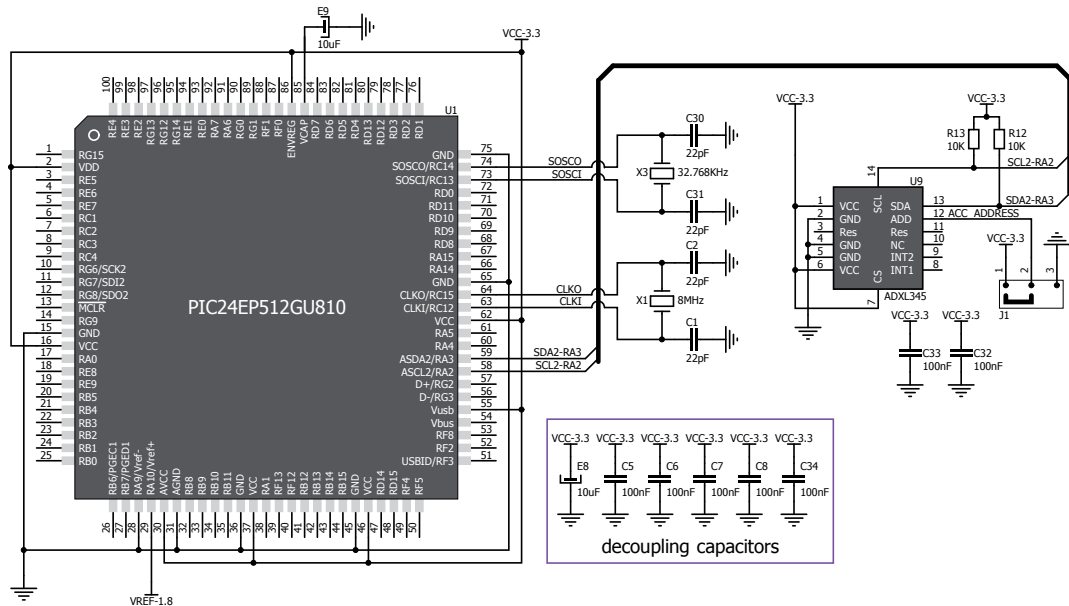 E9
10uF
VCC-3.3
100 99 98 97 96 95 94 93 92 91 90 89 88 87 86 85 84 83 82 81 80 79 78 77 76
RE4 RE3 RE2 RG13 RG12 RG14 RE1 RE0 RA7 RA6 RG0 RG1 RF1 RF0 ENVREG VCAP RD7 RD6 RD5 RD4 RD13 RD12 RD3 RD2 RD1
U1
PIC24EP512GU810
1 RG15
2 VDD
3 RE5
4 RE6
5 RE7
6 RC1
7 RC2
8 RC3
9 RC4
10 RG6/SCK2
11 RG7/SDI2
12 RG8/SDO2
13 MCLR
14 RG9
15 GND
16 VCC
17 RA0
18 RE8
19 RE9
20 RB5
21 RB4
22 RB3
23 RB2
24 RB1
25 RB0
GND 75
SOSCO/RC14 74
SOSCI/RC13 73
RD0 72
RD11 71
RD10 70
RD9 69
RD8 68
RA15 67
RA14 66
GND 65
CLKO/RC15 64
CLKI/RC12 63
VCC 62
RA5 61
RA4 60
ASDA2/RA3 59
ASCL2/RA2 58
D+/RG2 57
D-/RG3 56
Vusb 55
Vbus 54
RF8 53
RF2 52
USBID/RF3 51
RB6/PGEC1 RB7/PGED1 RA9/Vref- RA10/Vref+ AVCC AGND RB8 RB9 RB10 RB11 GND VCC RA1 RF13 RF12 RB12 RB13 RB14 RB15 GND VCC RD14 RD15 RF4 RF5
26 27 28 29 30 31 32 33 34 35 36 37 38 39 40 41 42 43 44 45 46 47 48 49 50
VREF-1.8
SOSCO
SOSCI
C30
22pF
X3
32.768KHz
C31
22pF
CLKO
CLKI
C2
22pF
X1
8MHz
C1
22pF
SDA2-RA3
SCL2-RA2
VCC-3.3
VCC-3.3
R13
10K
R12
10K
SCL2-RA2
14
U9
1 VCC
2 GND
3 Res
4 GND
5 GND
6 VCC
SCL
CS
SDA 13
ADD 12
Res 11
NC 10
INT2 9
INT1 8
7
ADXL345
SDA2-RA3
ACC ADDRESS
VCC-3.3
1 2 3
J1
VCC-3.3
C33
100nF
VCC-3.3
C32
100nF
VCC-3.3 VCC-3.3 VCC-3.3 VCC-3.3 VCC-3.3 VCC-3.3
E8 C5 C6 C7 C8 C34
10uF 100nF 100nF 100nF 100nF 100nF
decoupling capacitors